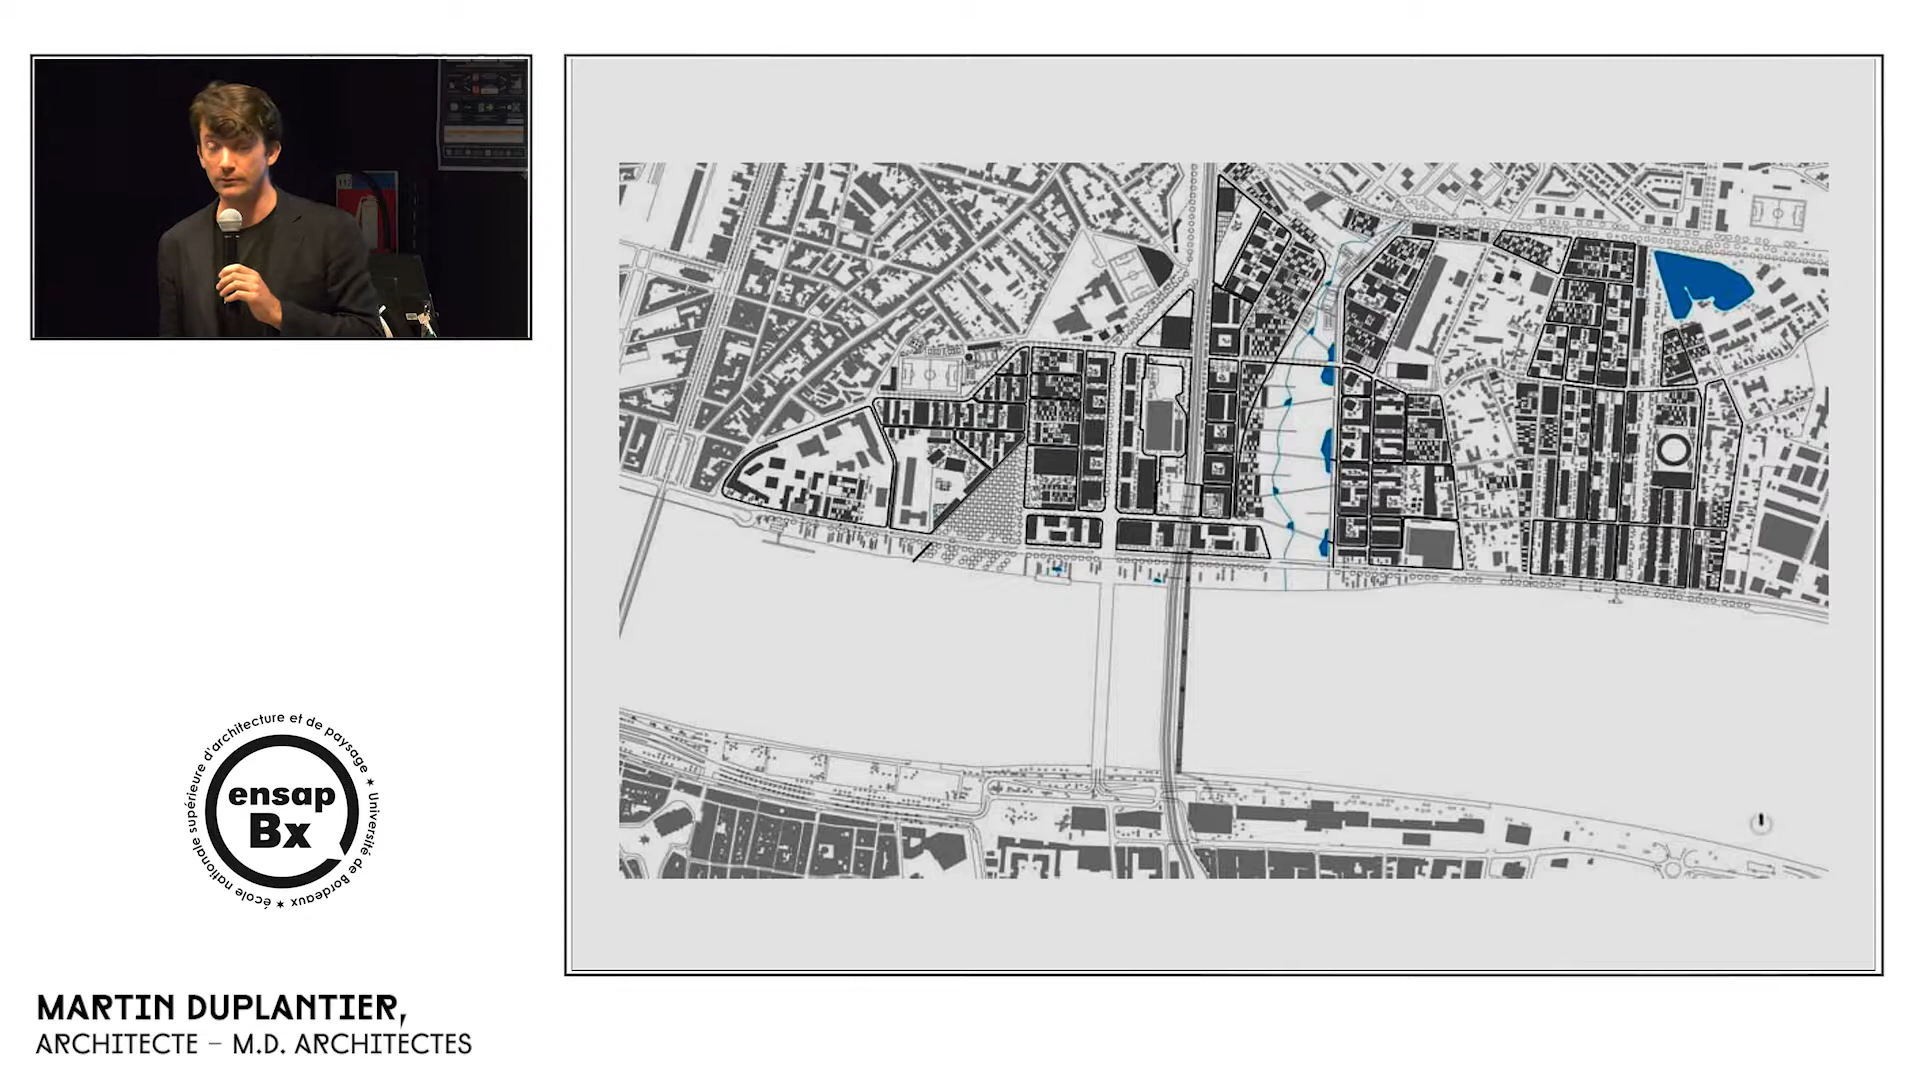 école nationale supérieure d'architecture et de paysage ★ Université de Bordeaux ★
ensap
Bx
MARTIN DUPLANTIER,
ARCHITECTE – M.D. ARCHITECTES